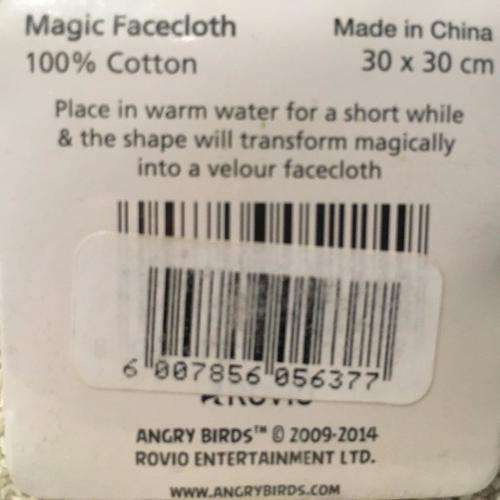 Magic Facecloth
Made in China
100% Cotton
30 x 30 cm
Place in warm water for a short while
& the shape will transform magically
into a velour facecloth
6 007856 056377
ANGRY BIRDS™ © 2009-2014
ROVIO ENTERTAINMENT LTD.
WWW.ANGRYBIRDS.COM